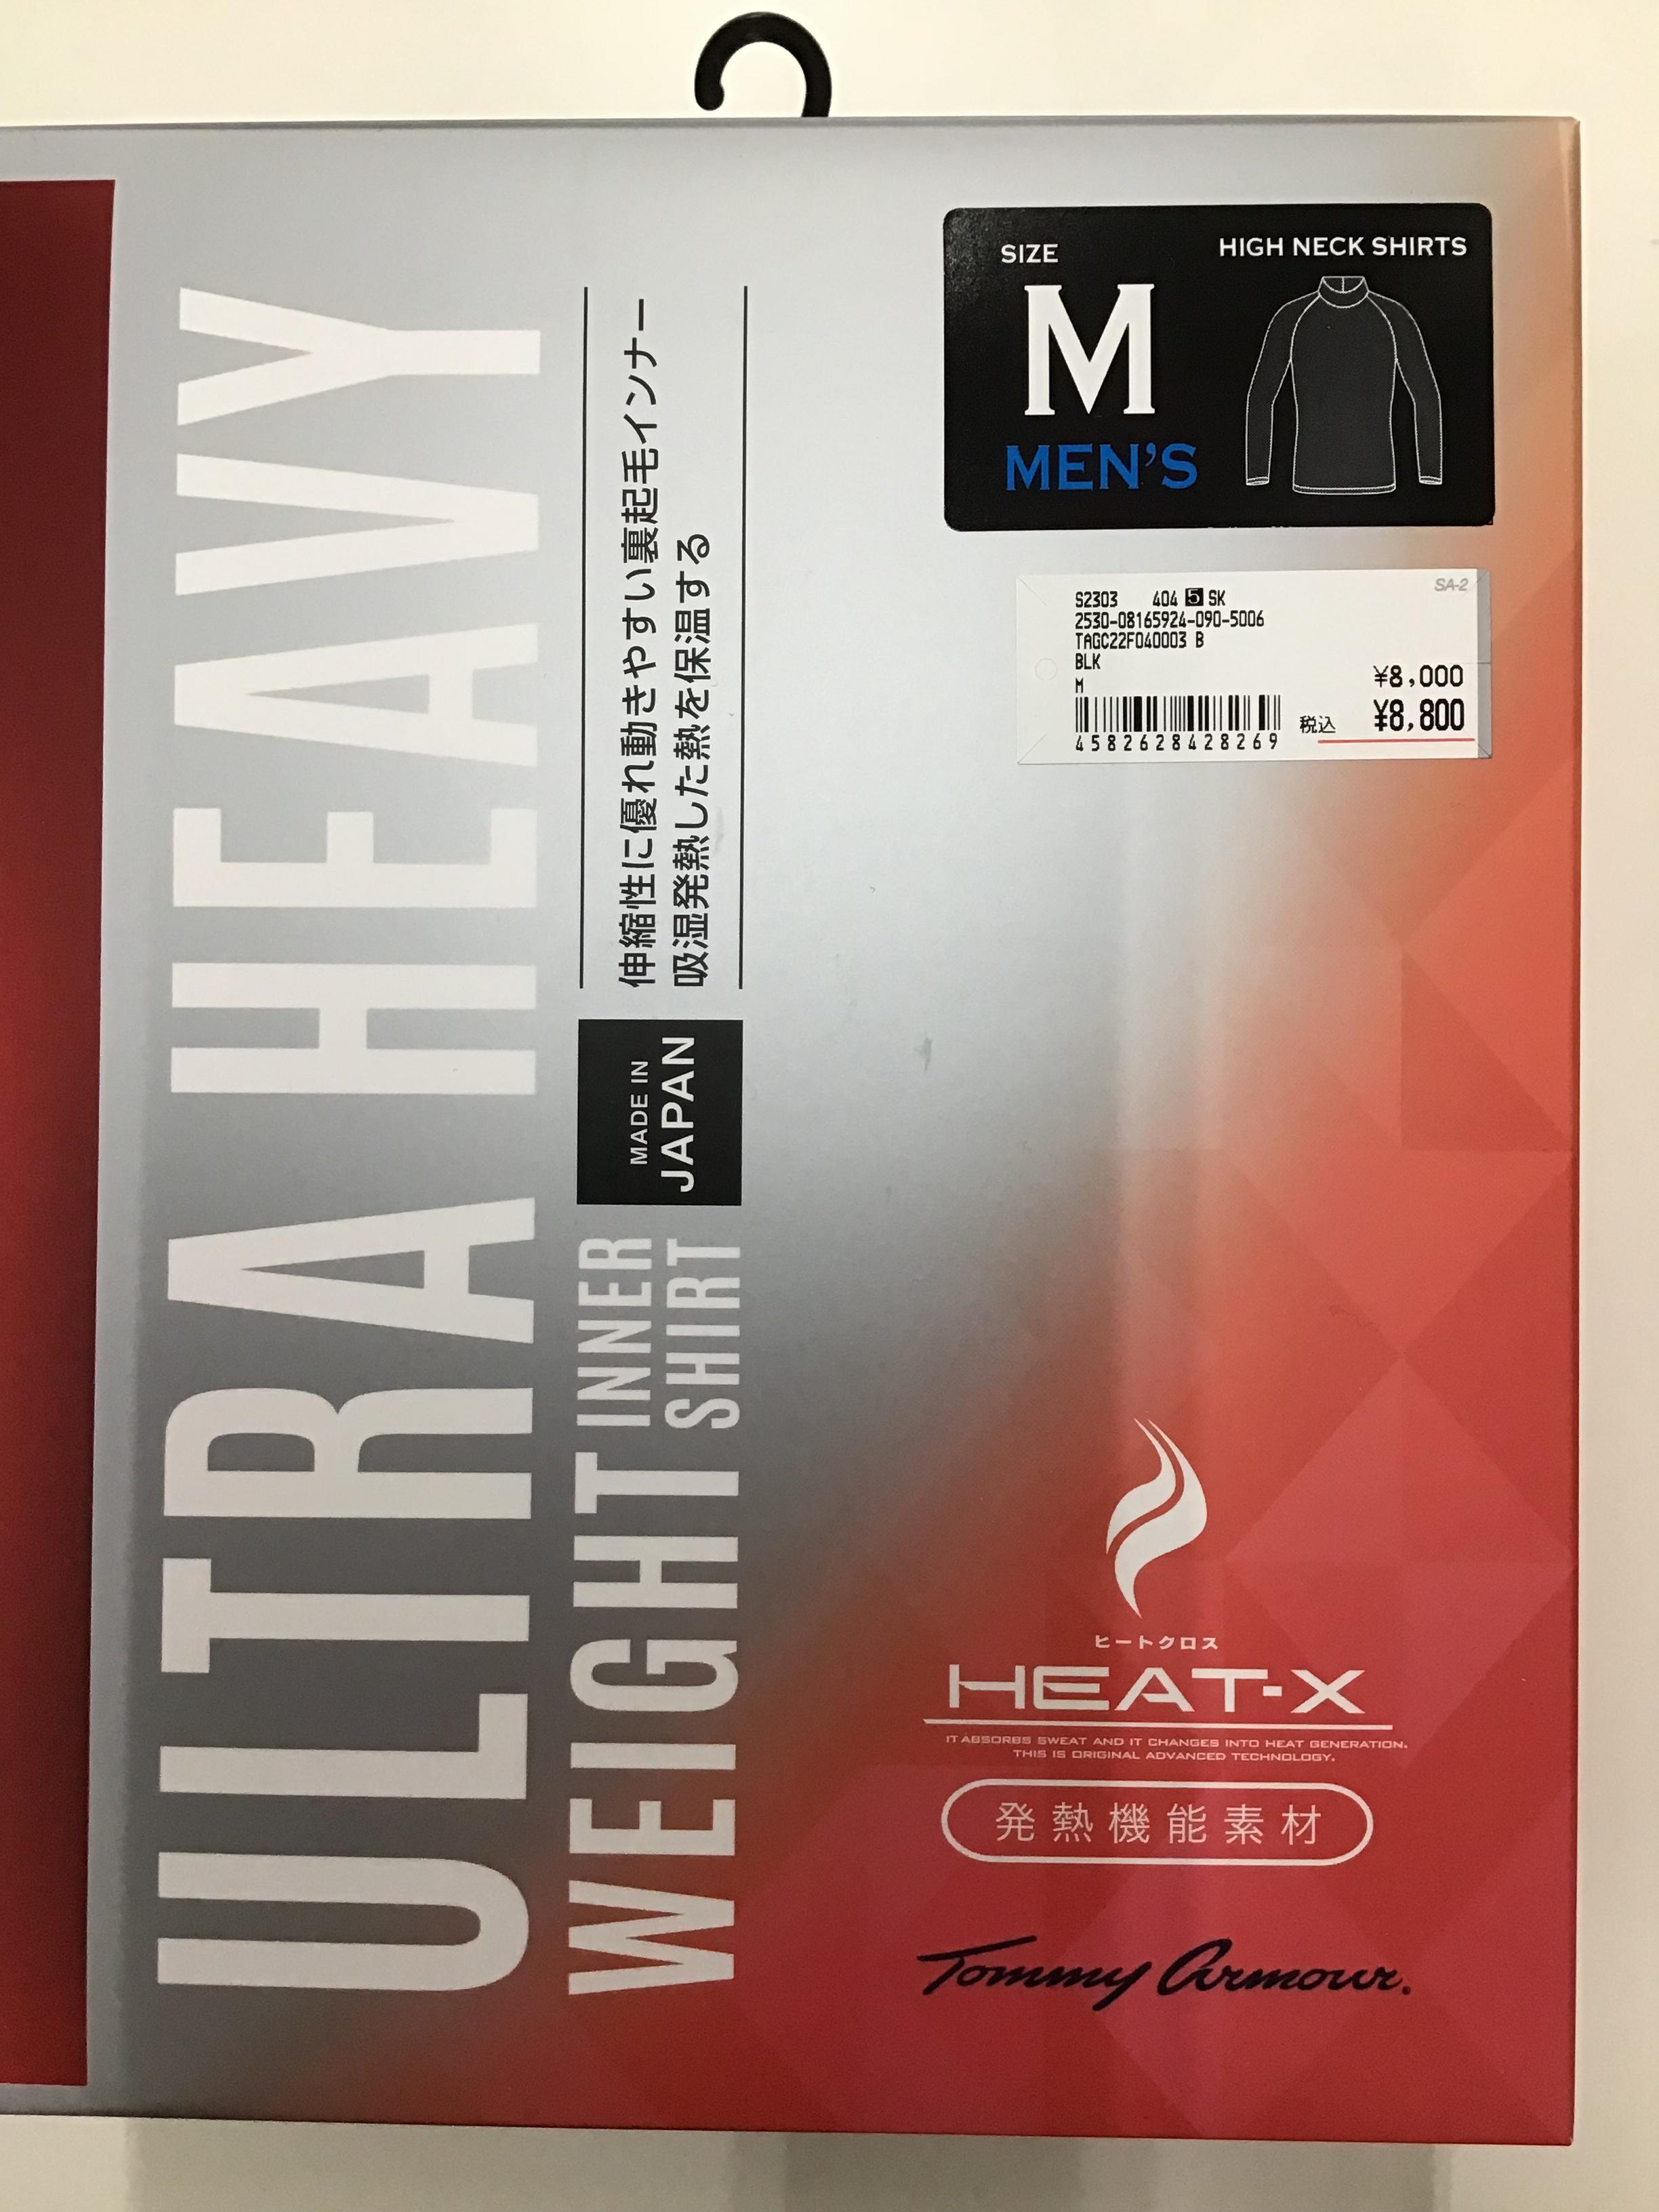 SIZE
HIGH NECK SHIRTS
M
MEN'S
S2303 404 5 SK
SA-2
2530-08165924-090-5006
TAGC22F040003 B
BLK
M
¥8,000
税込 ¥8,800
4582628428269
ULTRA HEAVY
WEIGHT INNER
SHIRT
MADE IN
JAPAN
伸縮性に優れ動きやすい裏起毛インナー
吸湿発熱した熱を保温する
ヒートクロス
HEAT-X
IT ABSORBS SWEAT AND IT CHANGES INTO HEAT GENERATION.
THIS IS ORIGINAL ADVANCED TECHNOLOGY.
発熱機能素材
Tommy Armour.